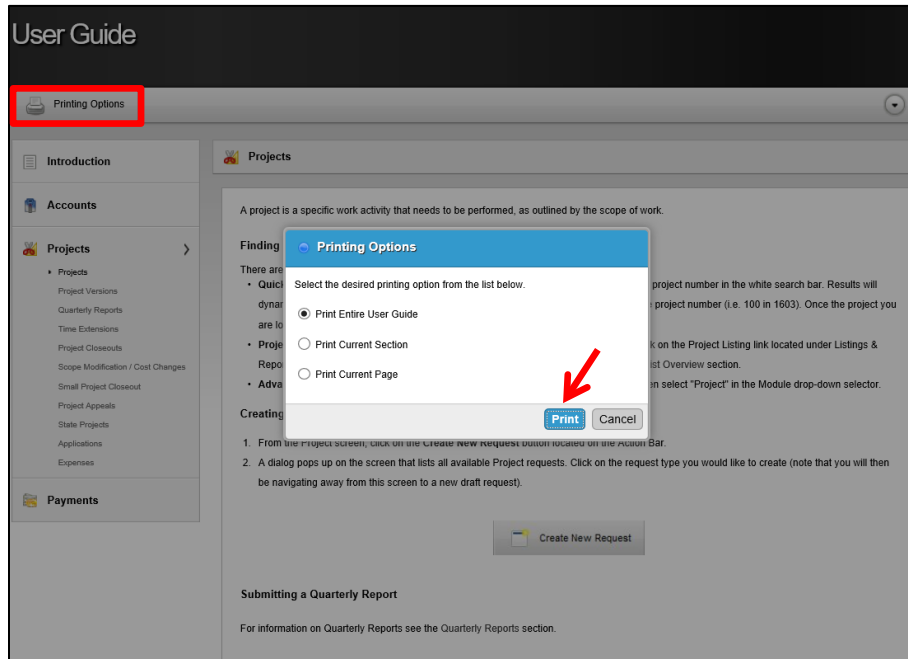 User Guide
Printing Options
Introduction
Accounts
Projects
Projects
Project Versions
Quarterly Reports
Time Extensions
Project Closeouts
Scope Modification / Cost Changes
Small Project Closeout
Project Appeals
State Projects
Applications
Expenses
Payments
Projects
A project is a specific work activity that needs to be performed, as outlined by the scope of work.
Finding
There are
• Quic project number in the white search bar. Results will
dynar project number (i.e. 100 in 1603). Once the project you
are lo
• Proje k on the Project Listing link located under Listings &
Repo ist Overview section.
• Adva en select "Project" in the Module drop-down selector.
Printing Options
Select the desired printing option from the list below.
Print Entire User Guide
Print Current Section
Print Current Page
Print Cancel
Creating
1. From the Project screen, click on the Create New Request button located on the Action Bar.
2. A dialog pops up on the screen that lists all available Project requests. Click on the request type you would like to create (note that you will then
be navigating away from this screen to a new draft request).
Create New Request
Submitting a Quarterly Report
For information on Quarterly Reports see the Quarterly Reports section.